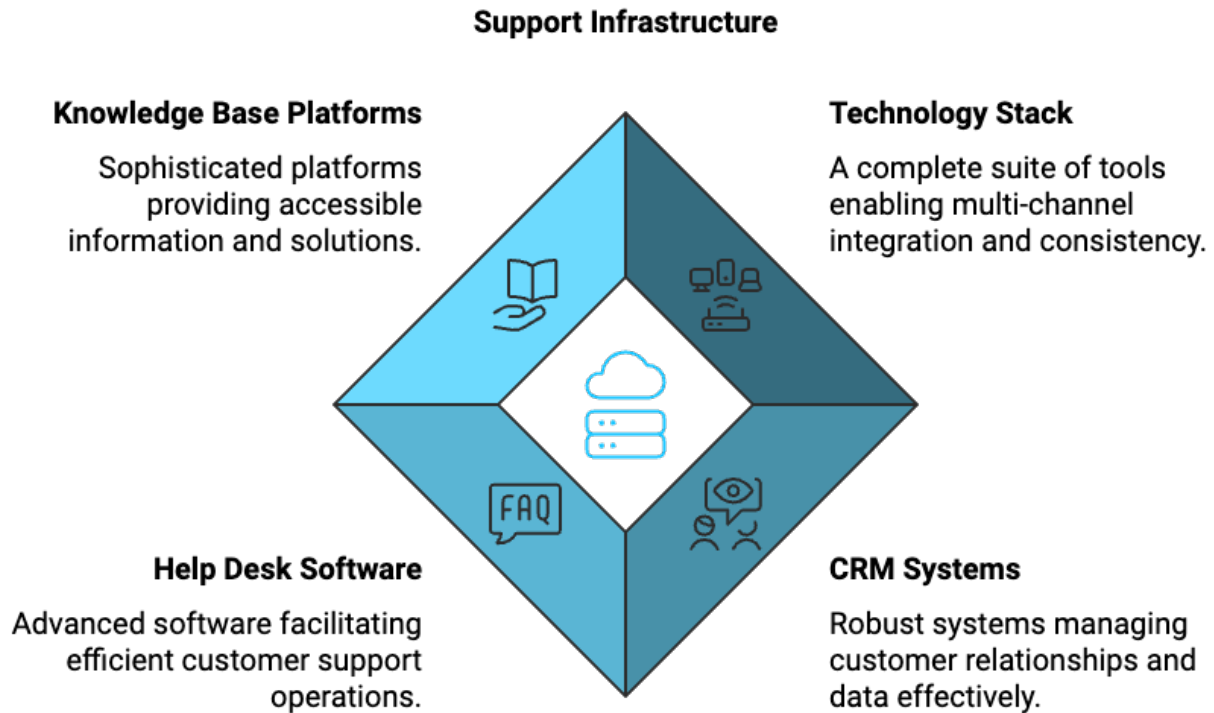 Support Infrastructure
Knowledge Base Platforms
Sophisticated platforms
providing accessible
information and solutions.
Technology Stack
A complete suite of tools
enabling multi-channel
integration and consistency.
FAQ
Help Desk Software
Advanced software facilitating
efficient customer support
operations.
CRM Systems
Robust systems managing
customer relationships and
data effectively.